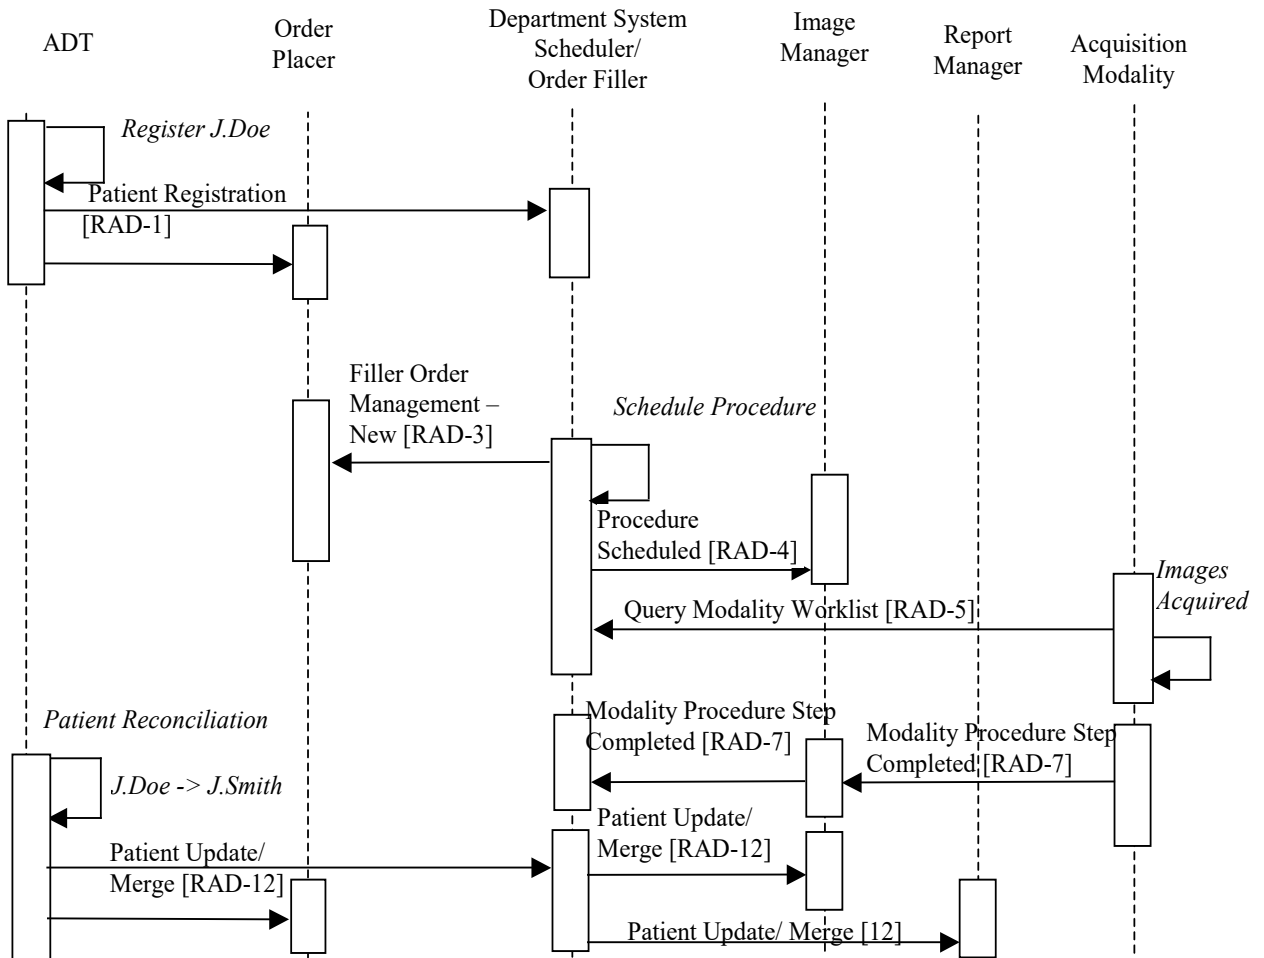 ADT
Order
Placer
Department System
Scheduler/
Order Filler
Image
Manager
Report
Manager
Acquisition
Modality
Register J.Doe
Patient Registration
[RAD-1]
Filler Order
Management –
New [RAD-3]
Schedule Procedure
Procedure
Scheduled [RAD-4]
Images
Acquired
Query Modality Worklist [RAD-5]
Patient Reconciliation
Modality Procedure Step
Completed [RAD-7]
Modality Procedure Step
Completed [RAD-7]
J.Doe -> J.Smith
Patient Update/
Merge [RAD-12]
Patient Update/
Merge [RAD-12]
Patient Update/ Merge [12]